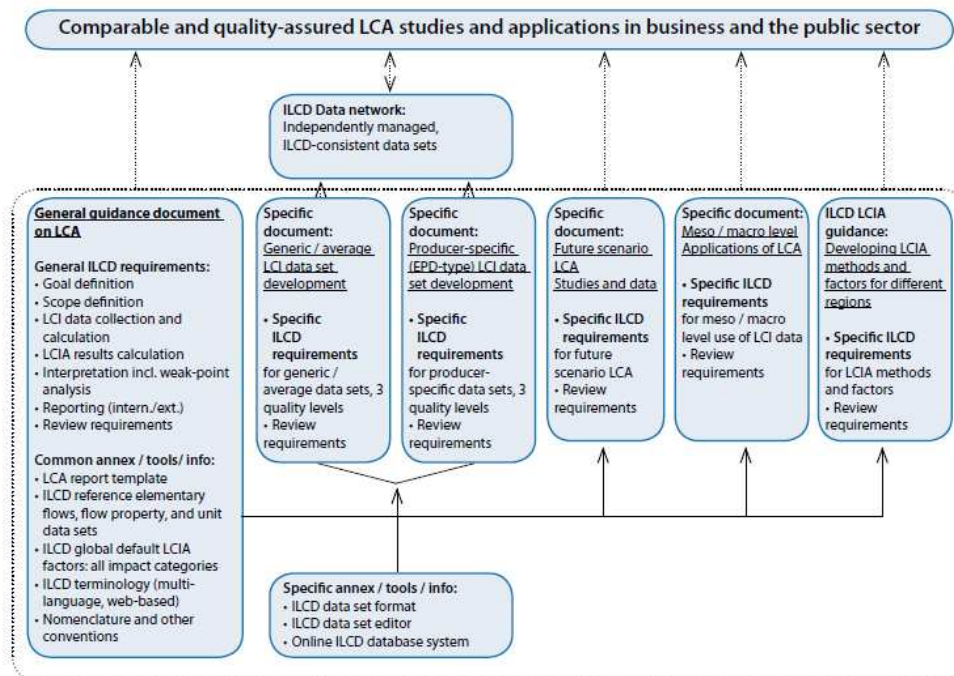 Comparable and quality-assured LCA studies and applications in business and the public sector
ILCD Data network:
Independently managed,
ILCD-consistent data sets
General guidance document
on LCA
General ILCD requirements:
• Goal definition
• Scope definition
• LCI data collection and
calculation
• LCIA results calculation
• Interpretation incl. weak-point
analysis
• Reporting (intern./ext.)
• Review requirements
Common annex / tools/ info:
• LCA report template
• ILCD reference elementary
flows, flow property, and unit
data sets
• ILCD global default LCIA
factors: all impact categories
• ILCD terminology (multi-
language, web-based)
• Nomenclature and other
conventions
Specific
document:
Generic / average
LCI data set
development
• Specific
ILCD
requirements
for generic /
average data sets, 3
quality levels
• Review
requirements
Specific
document:
Producer-specific
(EPD-type) LCI data
set development
• Specific
ILCD
requirements
for producer-
specific data sets, 3
quality levels
• Review
requirements
Specific
document:
Future scenario
LCA
Studies and data
• Specific ILCD
requirements
for future
scenario LCA
• Review
requirements
Specific document:
Meso / macro level
Applications of LCA
• Specific ILCD
requirements
for meso / macro
level use of LCI data
• Review
requirements
ILCD LCIA
guidance:
Developing LCIA
methods and
factors for different
regions
• Specific ILCD
requirements
for LCIA methods
and factors
• Review
requirements
Specific annex / tools / info:
• ILCD data set format
• ILCD data set editor
• Online ILCD database system